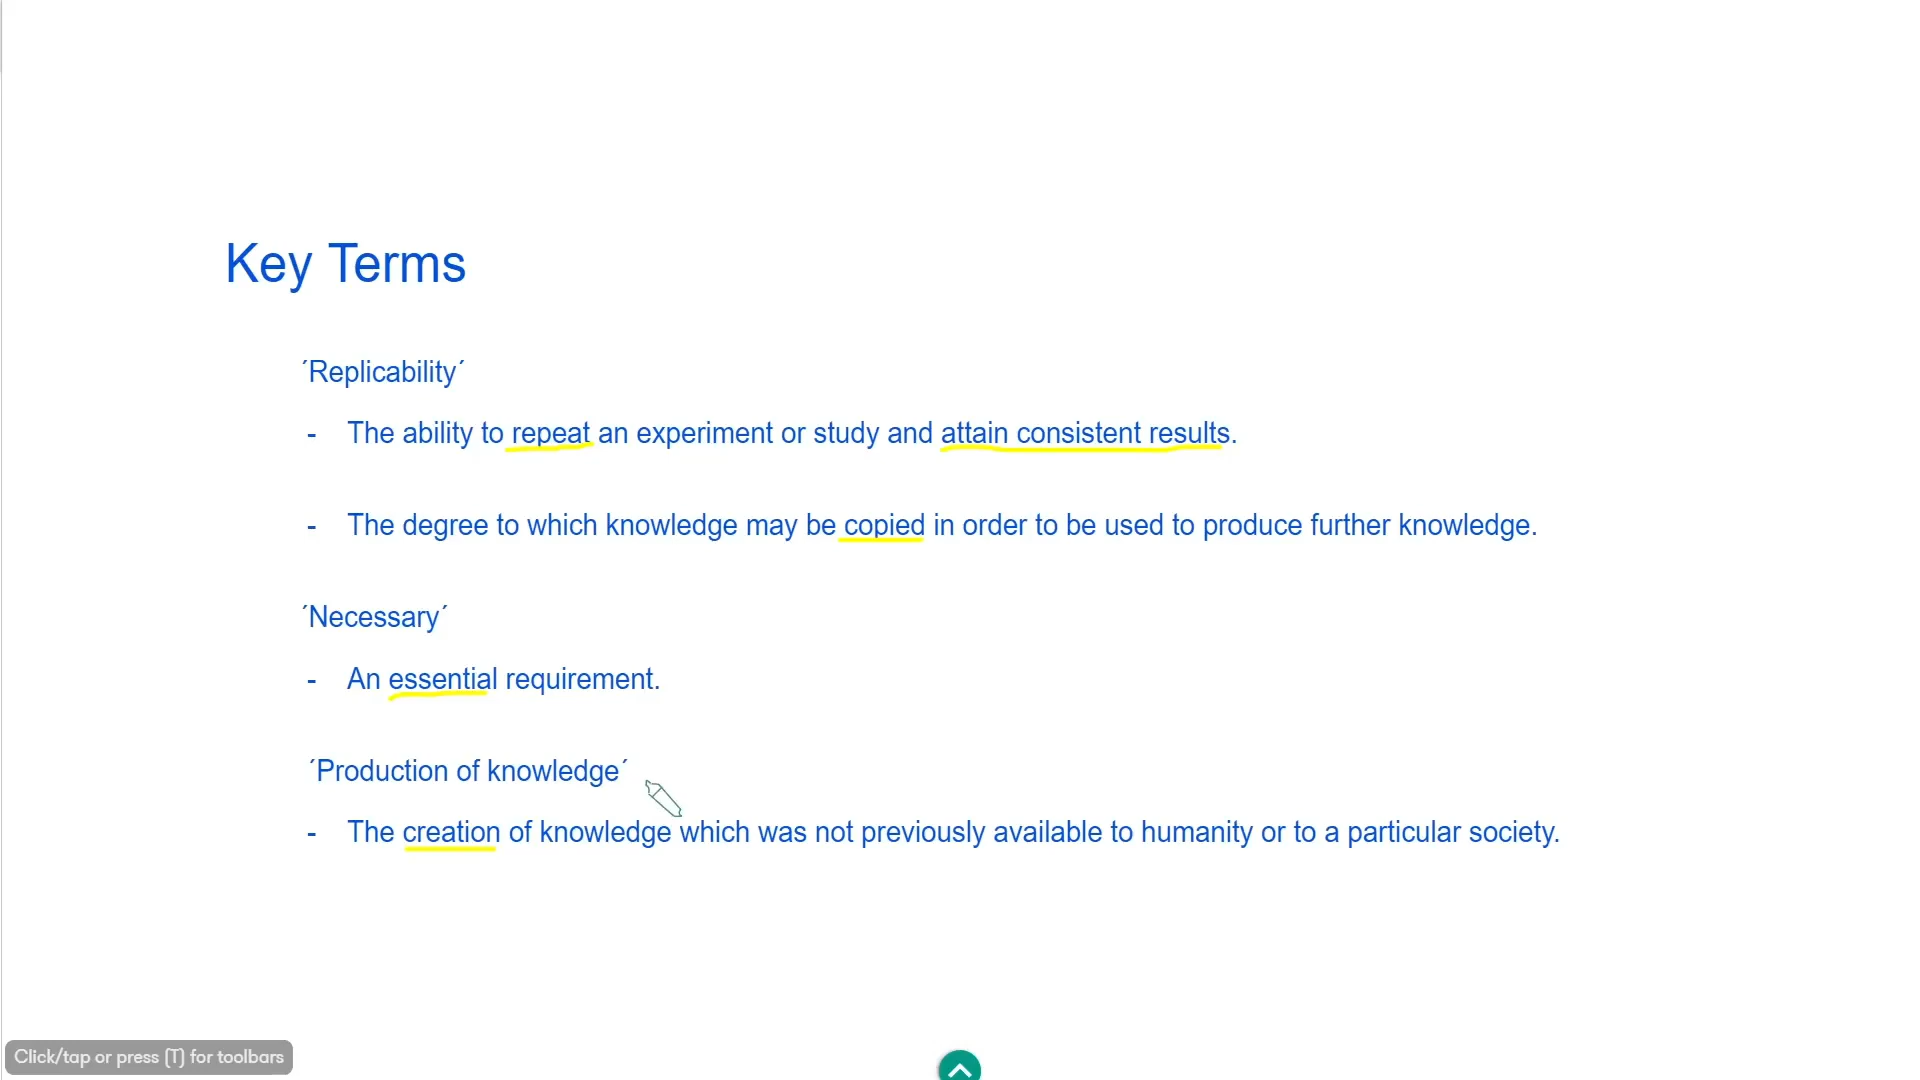 Key Terms
´Replicability´
- The ability to repeat an experiment or study and attain consistent results.
- The degree to which knowledge may be copied in order to be used to produce further knowledge.
´Necessary´
- An essential requirement.
´Production of knowledge´
- The creation of knowledge which was not previously available to humanity or to a particular society.
Click/tap or press (T) for toolbars